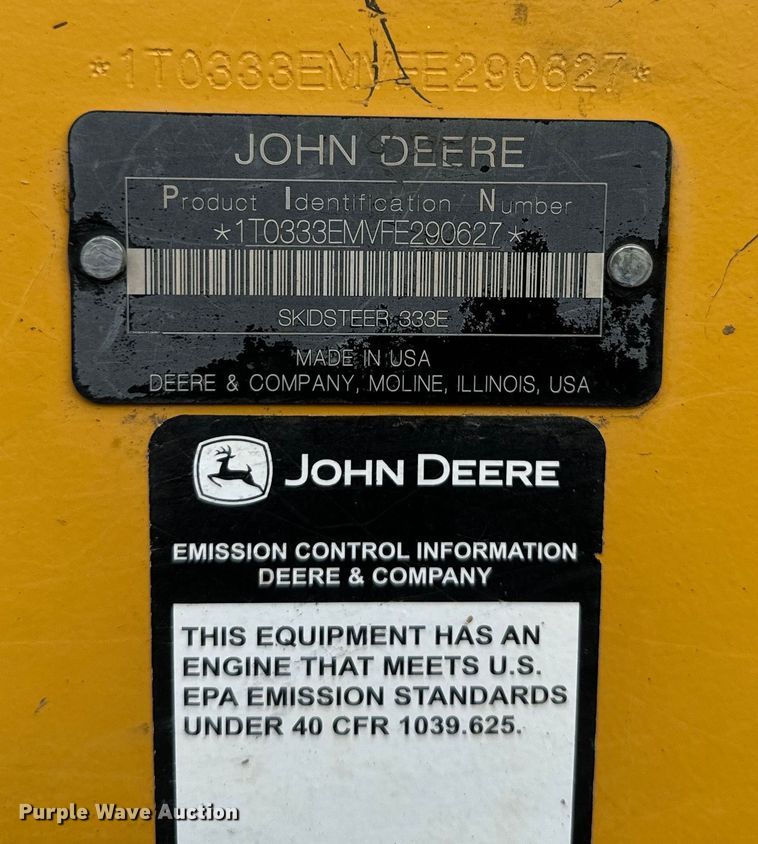 *1T0333EMVFE290627*
JOHN DEERE
Product Identification Number
*1T0333EMVFE290627*
SKIDSTEER 333E
MADE IN USA
DEERE & COMPANY, MOLINE, ILLINOIS, USA
JOHN DEERE
EMISSION CONTROL INFORMATION
DEERE & COMPANY
THIS EQUIPMENT HAS AN
ENGINE THAT MEETS U.S.
EPA EMISSION STANDARDS
UNDER 40 CFR 1039.625.
Purple Wave Auction